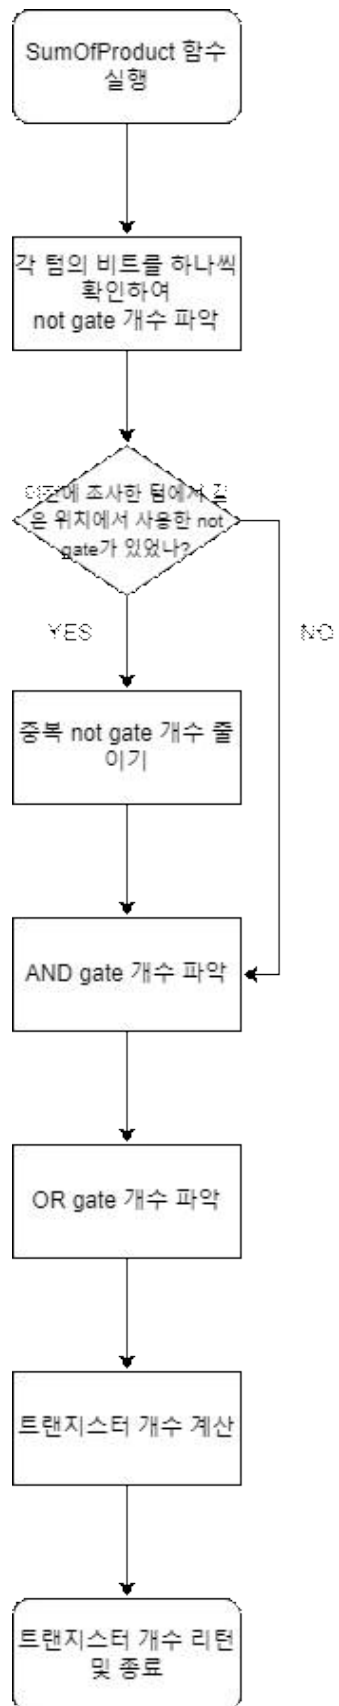 SumOfProduct 함수
실행
각 텀의 비트를 하나씩
확인하여
not gate 개수 파악
이전에 조사한 텀에서 같
은 위치에서 사용한 not
gate가 있었나?
YES
NO
중복 not gate 개수 줄
이기
AND gate 개수 파악
OR gate 개수 파악
트랜지스터 개수 계산
트랜지스터 개수 리턴
및 종료